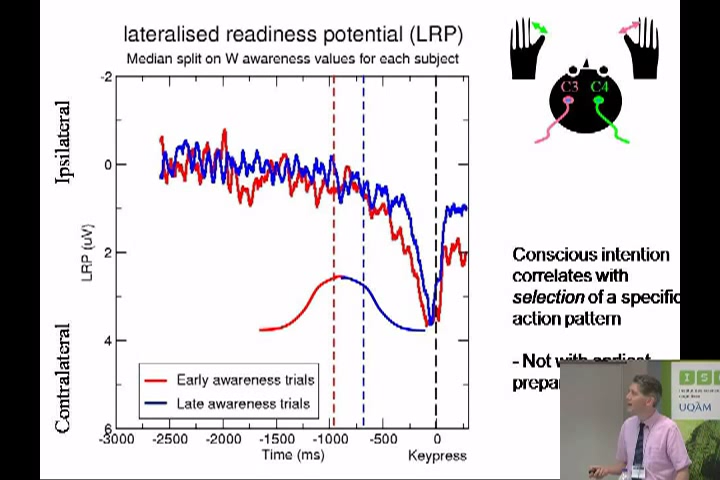 lateralised readiness potential (LRP)
Median split on W awareness values for each subject
Ipsilateral
Contralateral
LRP (uV)
-2
0
2
4
6
Early awareness trials
Late awareness trials
-3000 -2500 -2000 -1500 -1000 -500 0
Time (ms)
Keypress
C3 C4
Conscious intention
correlates with
selection of a specific
action pattern
- Not with earliest
UQÀM